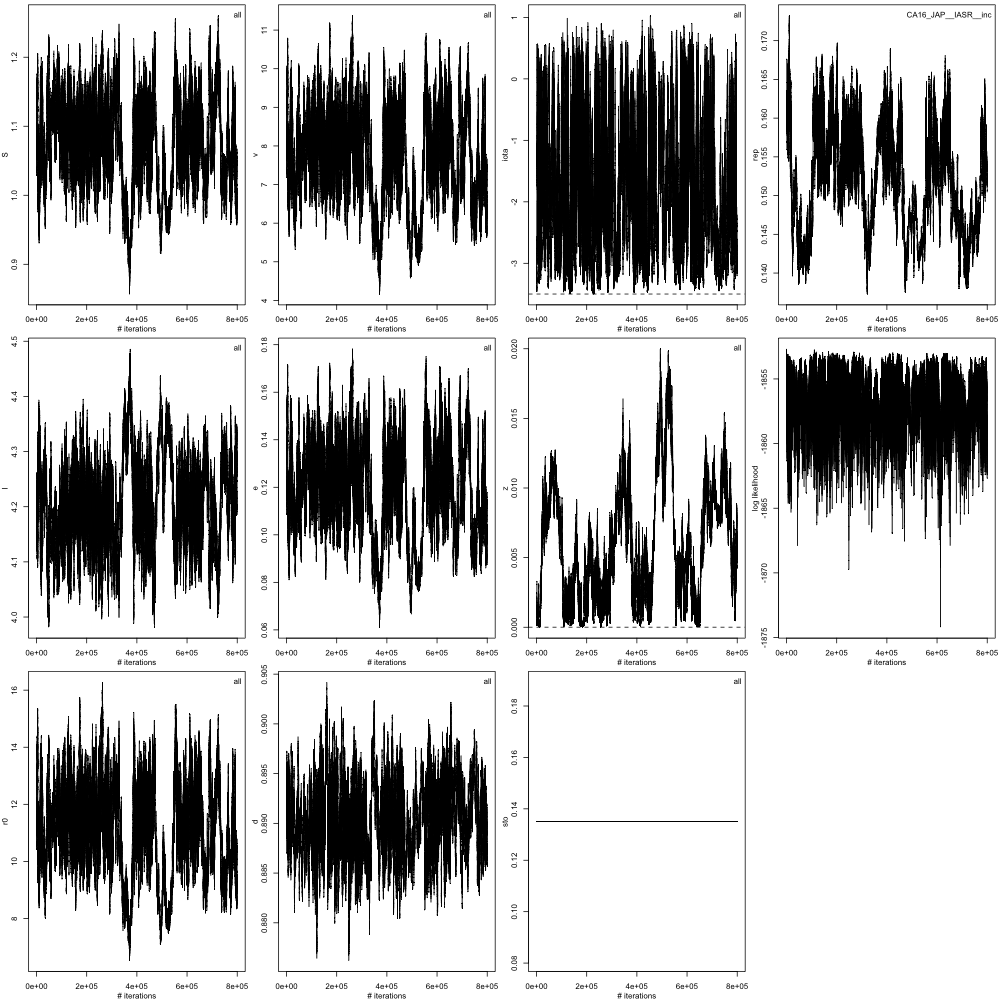 all
S
0.9 1.0 1.1 1.2
0e+00 2e+05 4e+05 6e+05 8e+05
# iterations
all
v
4 5 6 7 8 9 10 11
0e+00 2e+05 4e+05 6e+05 8e+05
# iterations
all
iota
-3 -2 -1 0 1
0e+00 2e+05 4e+05 6e+05 8e+05
# iterations
CA16_JAP__IASR__inc
rep
0.140 0.145 0.150 0.155 0.160 0.165 0.170
0e+00 2e+05 4e+05 6e+05 8e+05
# iterations
all
I
4.0 4.1 4.2 4.3 4.4 4.5
0e+00 2e+05 4e+05 6e+05 8e+05
# iterations
all
e
0.06 0.08 0.10 0.12 0.14 0.16 0.18
0e+00 2e+05 4e+05 6e+05 8e+05
# iterations
all
z
0.000 0.005 0.010 0.015 0.020
0e+00 2e+05 4e+05 6e+05 8e+05
# iterations
log likelihood
-1875 -1870 -1865 -1860 -1855
0e+00 2e+05 4e+05 6e+05 8e+05
# iterations
all
r0
8 10 12 14 16
0e+00 2e+05 4e+05 6e+05 8e+05
# iterations
all
d
0.880 0.885 0.890 0.895 0.900 0.905
0e+00 2e+05 4e+05 6e+05 8e+05
# iterations
all
sto
0.08 0.10 0.12 0.14 0.16 0.18
0e+00 2e+05 4e+05 6e+05 8e+05
# iterations